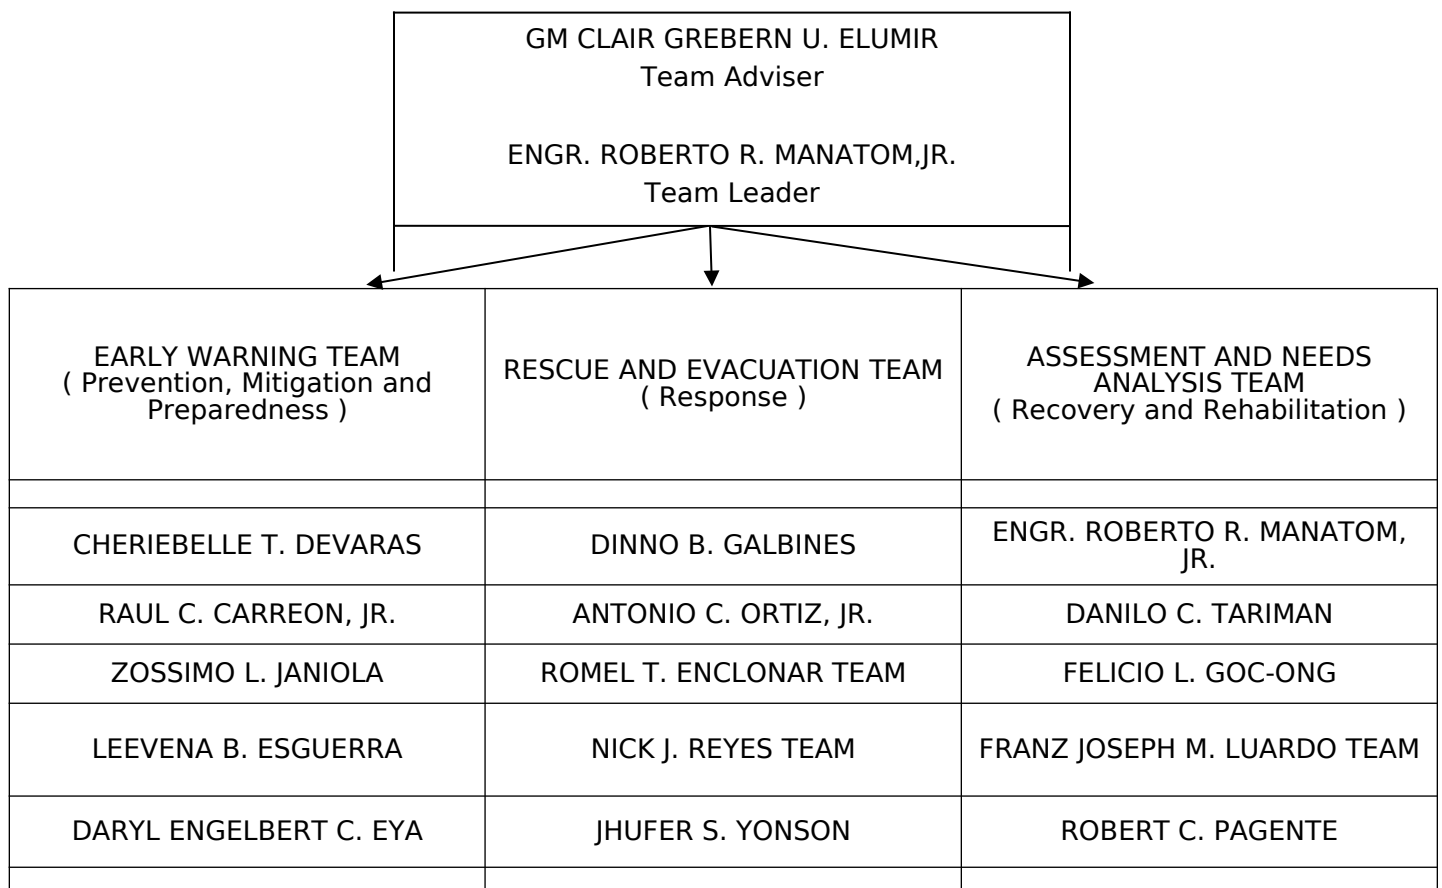 GM CLAIR GREBERN U. ELUMIR
Team Adviser
ENGR. ROBERTO R. MANATOM,JR.
Team Leader
EARLY WARNING TEAM
( Prevention, Mitigation and
Preparedness )
RESCUE AND EVACUATION TEAM
( Response )
ASSESSMENT AND NEEDS
ANALYSIS TEAM
( Recovery and Rehabilitation )
CHERIEBELLE T. DEVARAS
DINNO B. GALBINES
ENGR. ROBERTO R. MANATOM,
JR.
RAUL C. CARREON, JR.
ANTONIO C. ORTIZ, JR.
DANILO C. TARIMAN
ZOSSIMO L. JANIOLA
ROMEL T. ENCLONAR TEAM
FELICIO L. GOC-ONG
LEEVENA B. ESGUERRA
NICK J. REYES TEAM
FRANZ JOSEPH M. LUARDO TEAM
DARYL ENGELBERT C. EYA
JHUFER S. YONSON
ROBERT C. PAGENTE